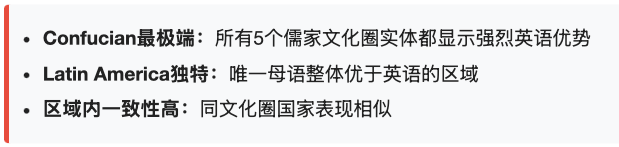 Confucian最极端：所有5个儒家文化圈实体都显示强烈英语优势
Latin America独特：唯一母语整体优于英语的区域
区域内一致性高：同文化圈国家表现相似